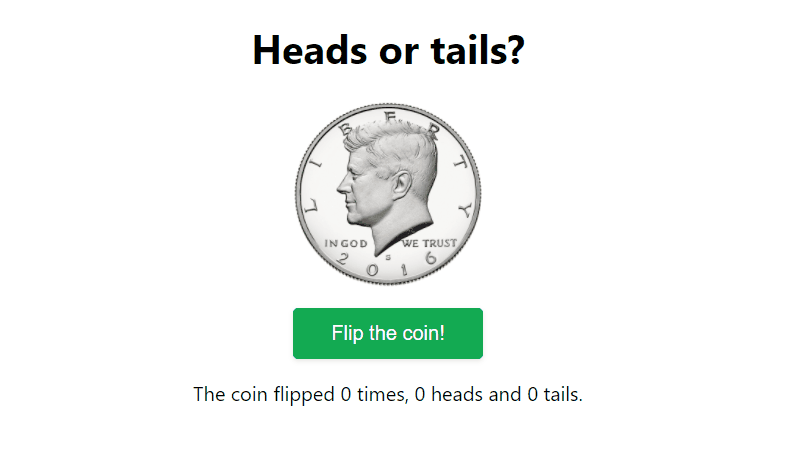 Heads or tails?
LIBERTY
IN GOD WE TRUST
S
2016
Flip the coin!
The coin flipped 0 times, 0 heads and 0 tails.